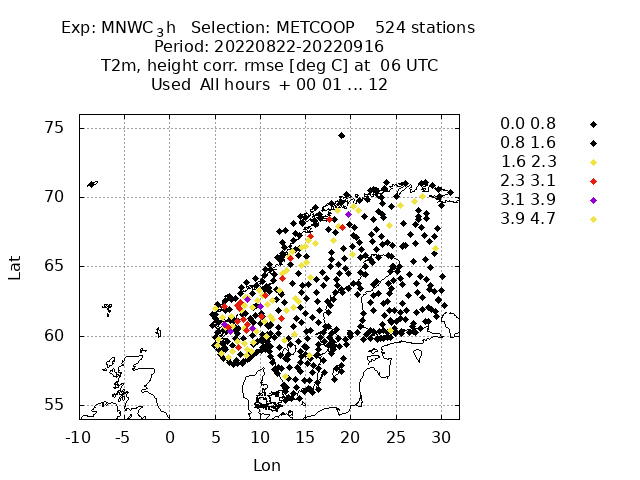 Exp: MNWC_3h Selection: METCOOP 524 stations
Period: 20220822-20220916
T2m, height corr. rmse [deg C] at 06 UTC
Used All hours + 00 01 ... 12
0.0 0.8
0.8 1.6
1.6 2.3
2.3 3.1
3.1 3.9
3.9 4.7
75
70
65
60
55
Lat
-10 -5 0 5 10 15 20 25 30
Lon